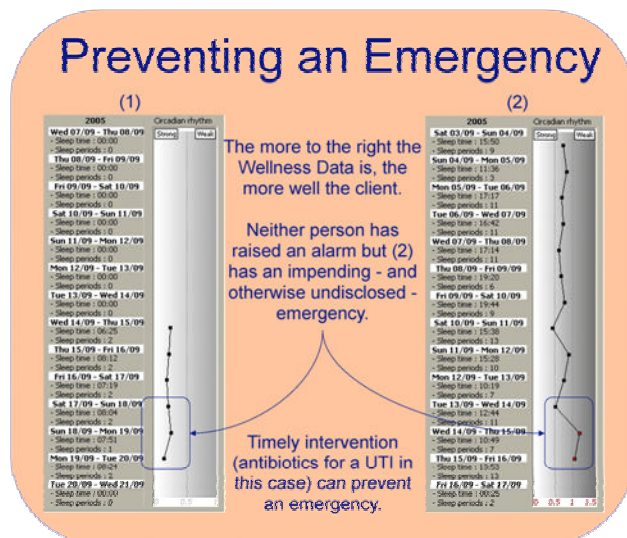 Preventing an Emergency
(1)
2005 Circadian rhythm
Strong Weak
Wed 07/09 - Thu 08/09
- Sleep time : 00:00
- Sleep periods : 0
Thu 08/09 - Fri 09/09
- Sleep time : 00:00
- Sleep periods : 0
Fri 09/09 - Sat 10/09
- Sleep time : 00:00
- Sleep periods : 0
Sat 10/09 - Sun 11/09
- Sleep time : 00:00
- Sleep periods : 0
Sun 11/09 - Mon 12/09
- Sleep time : 00:00
- Sleep periods : 0
Mon 12/09 - Tue 13/09
- Sleep time : 00:00
- Sleep periods : 0
Tue 13/09 - Wed 14/09
- Sleep time : 00:00
- Sleep periods : 0
Wed 14/09 - Thu 15/09
- Sleep time : 06:25
- Sleep periods : 2
Thu 15/09 - Fri 16/09
- Sleep time : 08:12
- Sleep periods : 2
Fri 16/09 - Sat 17/09
- Sleep time : 07:19
- Sleep periods : 2
Sat 17/09 - Sun 18/09
- Sleep time : 08:04
- Sleep periods : 2
Sun 18/09 - Mon 19/09
- Sleep time : 07:51
- Sleep periods : 1
Mon 19/09 - Tue 20/09
- Sleep time : 08:24
- Sleep periods : 2
Tue 20/09 - Wed 21/09
- Sleep time : 00:00
- Sleep periods : 0
0 0.5 1
The more to the right the
Wellness Data is, the
more well the client.
Neither person has
raised an alarm but (2)
has an impending - and
otherwise undisclosed -
emergency.
Timely intervention
(antibiotics for a UTI in
this case) can prevent
an emergency.
(2)
2005 Circadian rhythm
Strong Weak
Sat 03/09 - Sun 04/09
- Sleep time : 15:50
- Sleep periods : 9
Sun 04/09 - Mon 05/09
- Sleep time : 11:36
- Sleep periods : 3
Mon 05/09 - Tue 06/09
- Sleep time : 17:17
- Sleep periods : 11
Tue 06/09 - Wed 07/09
- Sleep time : 16:42
- Sleep periods : 11
Wed 07/09 - Thu 08/09
- Sleep time : 17:14
- Sleep periods : 11
Thu 08/09 - Fri 09/09
- Sleep time : 19:20
- Sleep periods : 6
Fri 09/09 - Sat 10/09
- Sleep time : 19:44
- Sleep periods : 9
Sat 10/09 - Sun 11/09
- Sleep time : 15:38
- Sleep periods : 13
Sun 11/09 - Mon 12/09
- Sleep time : 15:28
- Sleep periods : 10
Mon 12/09 - Tue 13/09
- Sleep time : 10:19
- Sleep periods : 7
Tue 13/09 - Wed 14/09
- Sleep time : 12:44
- Sleep periods : 11
Wed 14/09 - Thu 15/09
- Sleep time : 10:49
- Sleep periods : 7
Thu 15/09 - Fri 16/09
- Sleep time : 13:53
- Sleep periods : 13
Fri 16/09 - Sat 17/09
- Sleep time : 00:25
- Sleep periods : 2
0 0.5 1 1.5